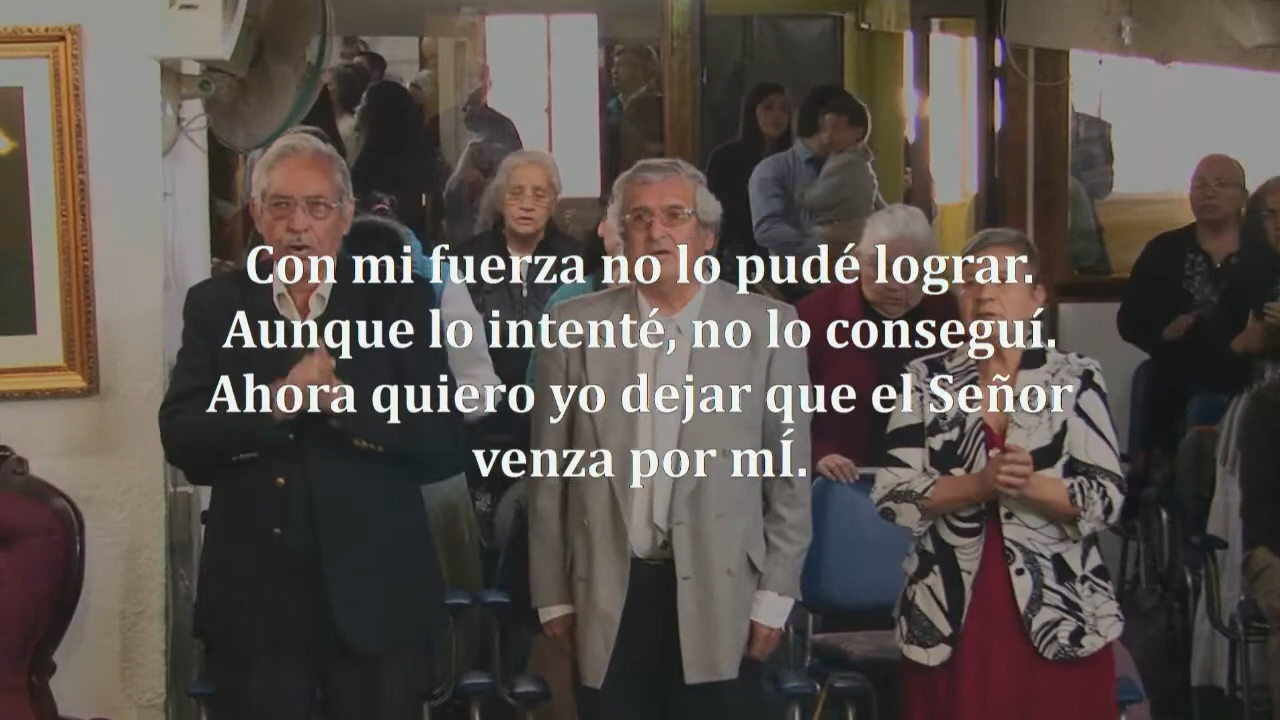 Con mi fuerza no lo pudé lograr.
Aunque lo intenté, no lo conseguí.
Ahora quiero yo dejar que el Señor
venza por mÍ.